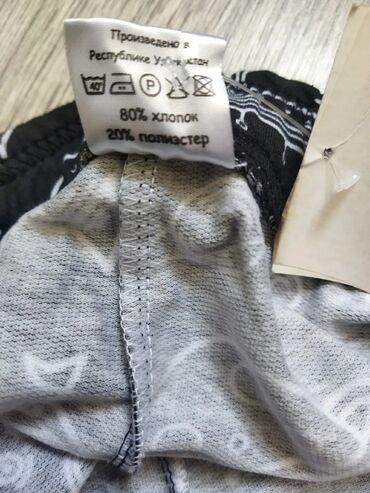 Произведено в
Республике Узбекистан
40°
P
80% хлопок
20% полиэстер